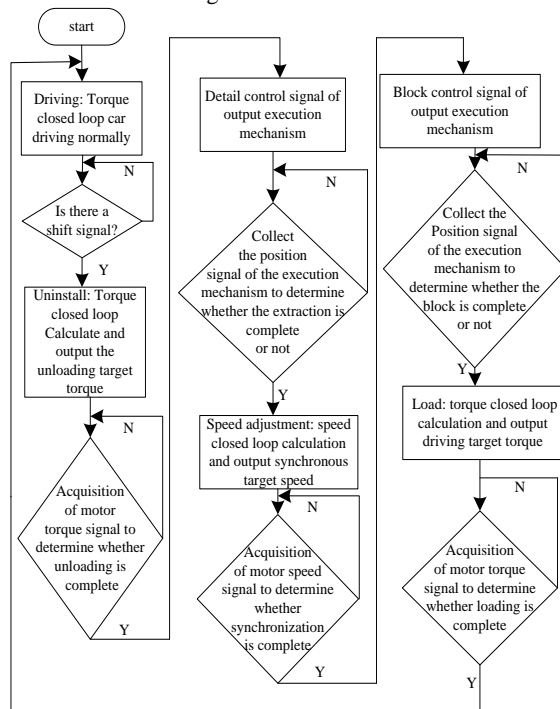 start
Driving: Torque
closed loop car
driving normally
N
Is there a
shift signal?
Y
Uninstall: Torque
closed loop
Calculate and
output the
unloading target
torque
N
Acquisition
of motor
torque signal to
determine whether
unloading is
complete
Y
Detail control signal of
output execution
mechanism
N
Collect
the position
signal of the execution
mechanism to determine
whether the extraction is
complete
or not
Y
Speed adjustment: speed
closed loop calculation
and output synchronous
target speed
N
Acquisition
of motor speed
signal to determine
whether
synchronization
is complete
Y
Block control signal of
output execution
mechanism
N
Collect the
Position signal
of the execution
mechanism to
determine whether the
block is complete
or not
Y
Load: torque closed loop
calculation and output
driving target torque
N
Acquisition
of motor torque
signal to determine
whether loading is
complete
Y